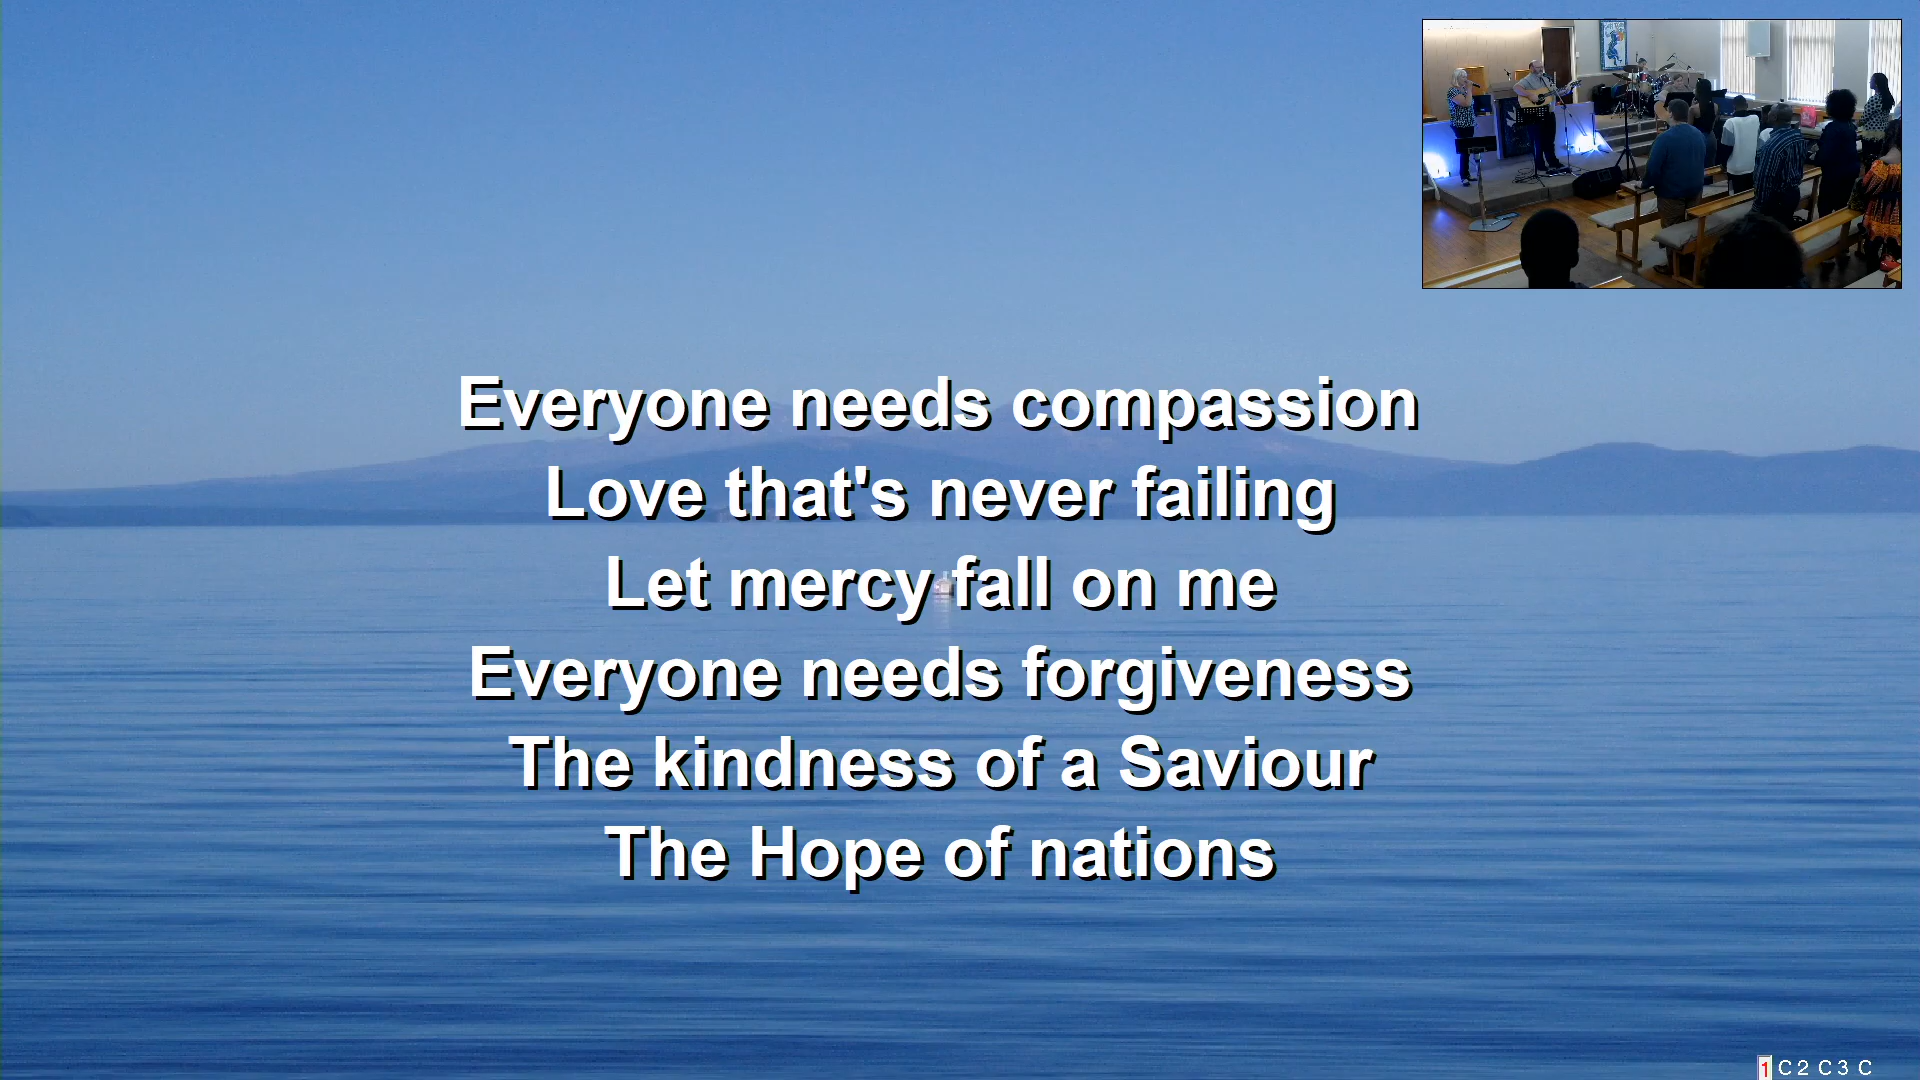 Everyone needs compassion
Love that's never failing
Let mercy fall on me
Everyone needs forgiveness
The kindness of a Saviour
The Hope of nations
1 C 2 C 3 C